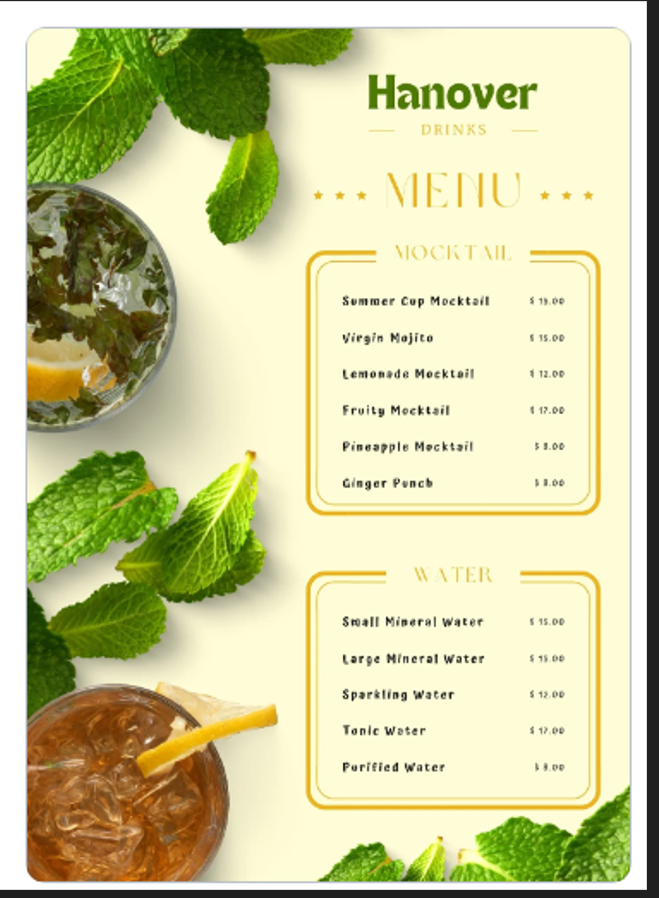 Hanover
DRINKS
MENU
MOCKTAIL
Summer Cup Mocktail $ 15.00
Virgin Mojito $ 15.00
Lemonade Mocktail $ 12.00
Fruity Mocktail $ 17.00
Pineapple Mocktail $ 8.00
Ginger Punch $ 8.00
WATER
Small Mineral Water $ 15.00
Large Mineral Water $ 15.00
Sparkling Water $ 12.00
Tonic Water $ 17.00
Purified Water $ 8.00